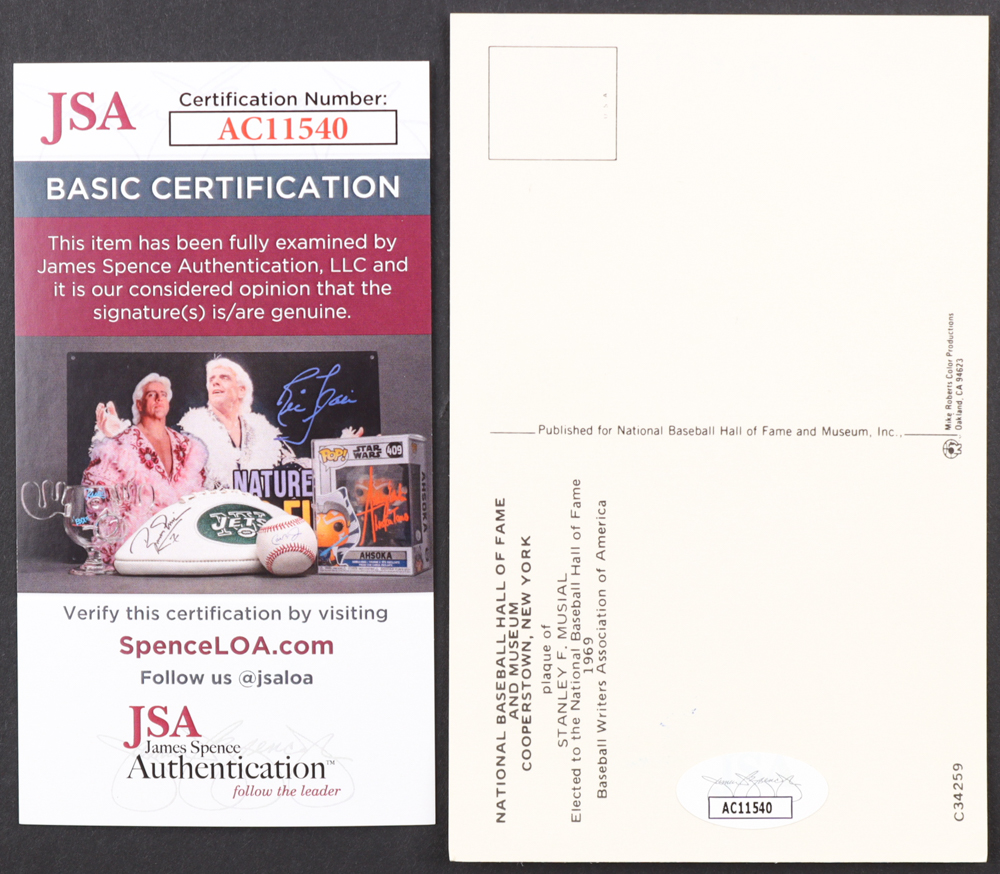 JSA
Certification Number:
AC11540
BASIC CERTIFICATION
This item has been fully examined by
James Spence Authentication, LLC and
it is our considered opinion that the
signature(s) is/are genuine.
NATURE
JETS
POP!
STAR
WARS
409
AHSOKA
AHSOKA
Verify this certification by visiting
SpenceLOA.com
Follow us @jsaloa
JSA
James Spence
Authentication™
follow the leader
Published for National Baseball Hall of Fame and Museum, Inc.,
Mike Roberts Color Productions
Oakland, CA 94623
NATIONAL BASEBALL HALL OF FAME
AND MUSEUM
COOPERSTOWN, NEW YORK
plaque of
STANLEY F. MUSIAL
Elected to the National Baseball Hall of Fame
1969
Baseball Writers Association of America
AC11540
C34259